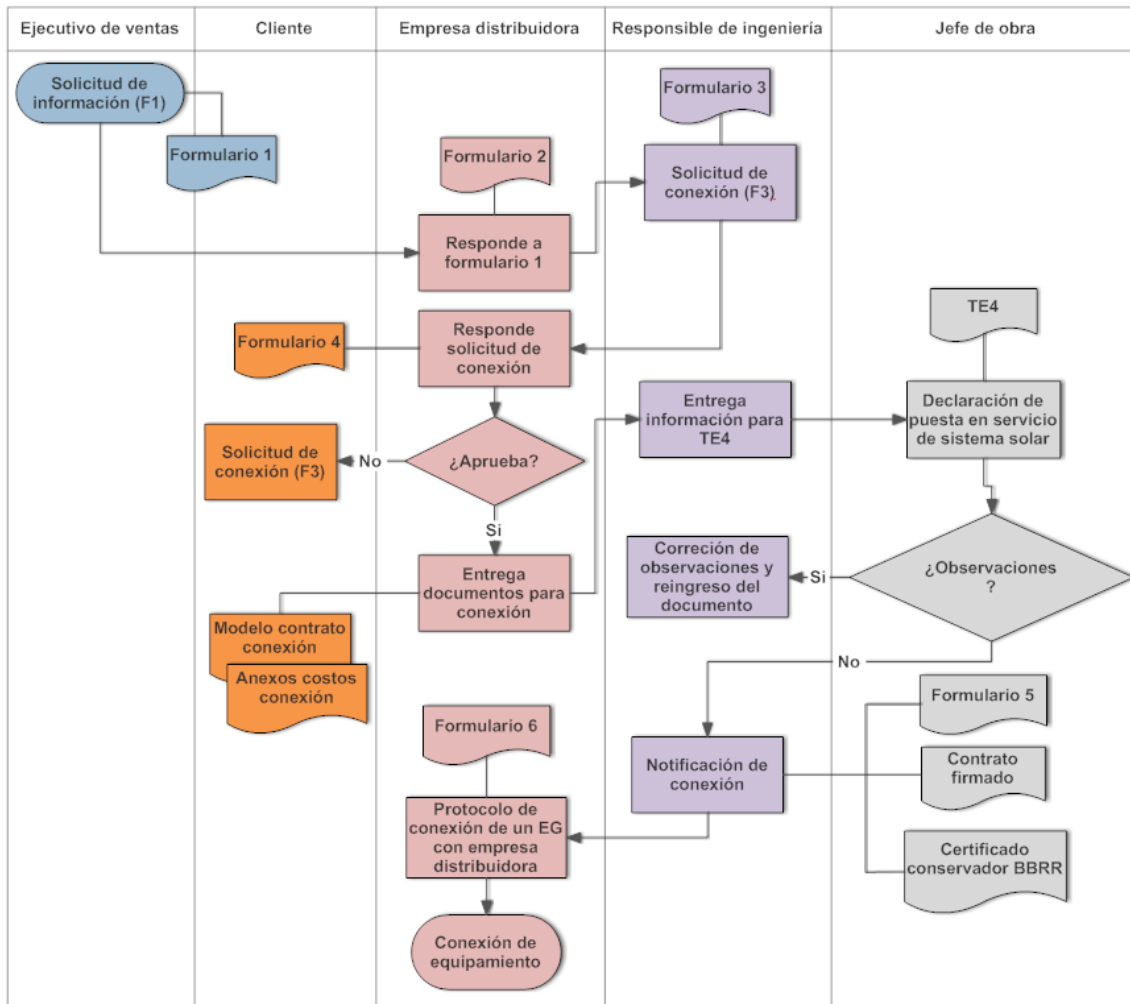 Ejecutivo de ventas
Cliente
Empresa distribuidora
Responsible de ingeniería
Jefe de obra
Solicitud de
información (F1)
Formulario 1
Formulario 2
Formulario 3
Solicitud de
conexión (F3)
Responde a
formulario 1
Formulario 4
Responde
solicitud de
conexión
TE4
Entrega
información para
TE4
Declaración de
puesta en servicio
de sistema solar
Solicitud de
conexión (F3)
No
¿Aprueba?
Si
Entrega
documentos para
conexión
Correción de
observaciones y
reingreso del
documento
Si
¿Observaciones
?
No
Modelo contrato
conexión
Anexos costos
conexión
Formulario 5
Formulario 6
Notificación de
conexión
Contrato
firmado
Protocolo de
conexión de un EG
con empresa
distribuidora
Certificado
conservador BBRR
Conexión de
equipamiento